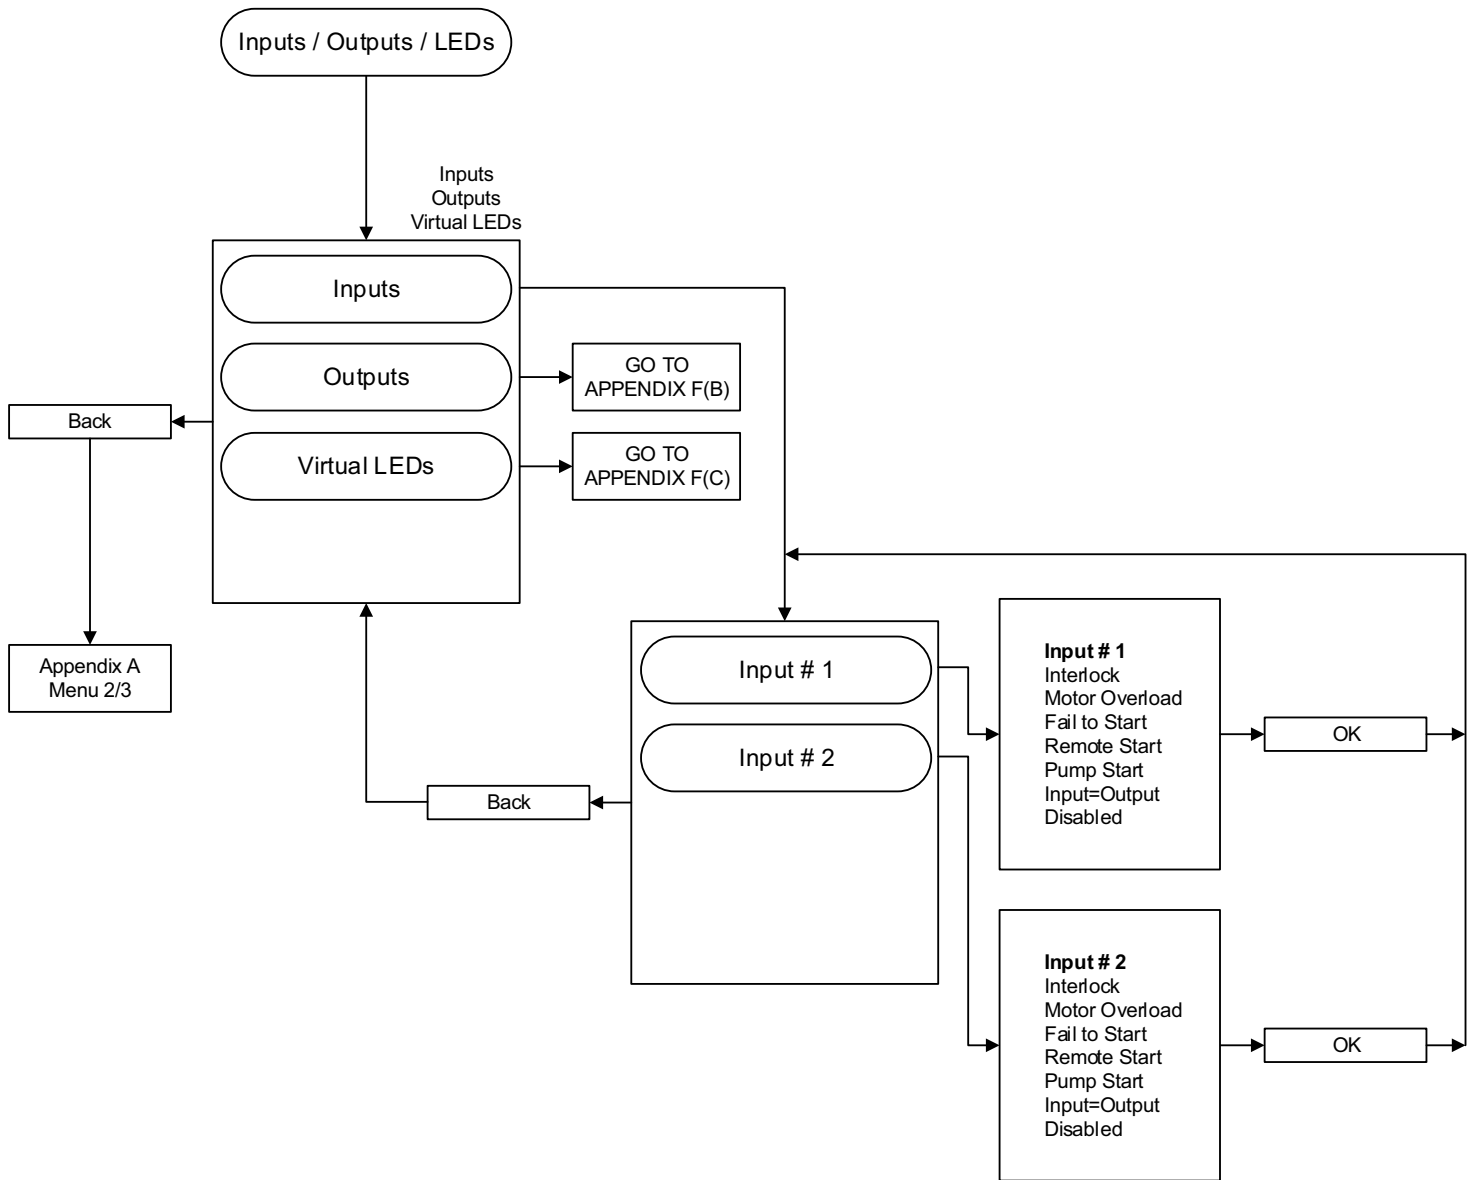 Inputs / Outputs / LEDs
Inputs
Outputs
Virtual LEDs
Inputs
Outputs
GO TO
APPENDIX F(B)
Back
Virtual LEDs
GO TO
APPENDIX F(C)
Appendix A
Menu 2/3
Input # 1
Input # 2
Back
Input # 1
Interlock
Motor Overload
Fail to Start
Remote Start
Pump Start
Input=Output
Disabled
OK
Input # 2
Interlock
Motor Overload
Fail to Start
Remote Start
Pump Start
Input=Output
Disabled
OK